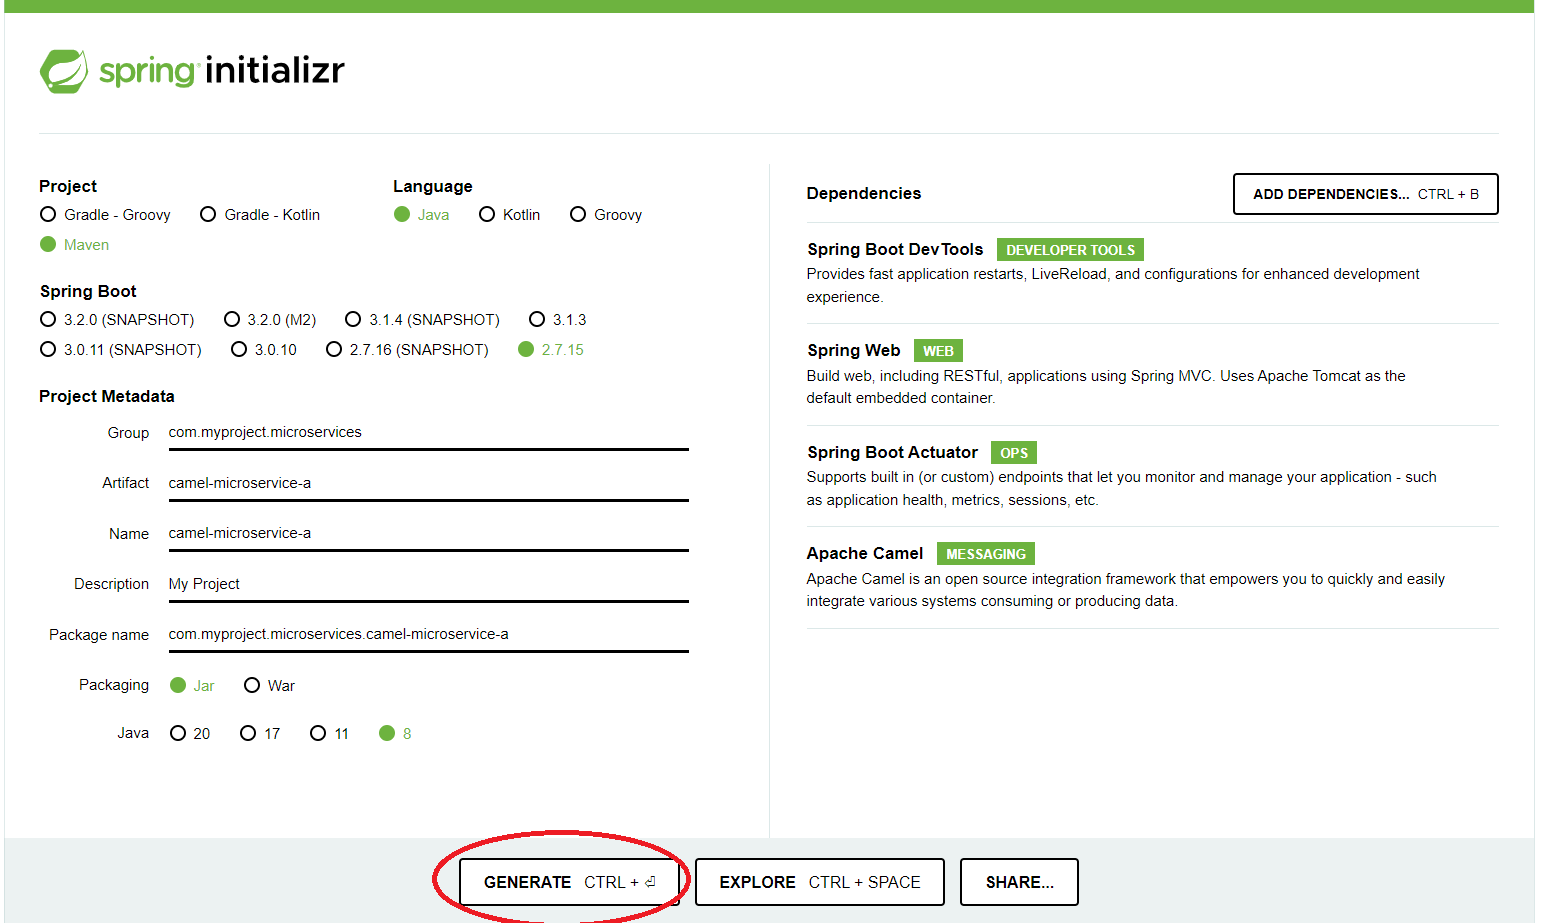 spring initializr
Project
Gradle - Groovy Gradle - Kotlin
Maven
Language
Java Kotlin Groovy
Spring Boot
3.2.0 (SNAPSHOT) 3.2.0 (M2) 3.1.4 (SNAPSHOT) 3.1.3
3.0.11 (SNAPSHOT) 3.0.10 2.7.16 (SNAPSHOT) 2.7.15
Project Metadata
Group com.myproject.microservices
Artifact camel-microservice-a
Name camel-microservice-a
Description My Project
Package name com.myproject.microservices.camel-microservice-a
Packaging Jar War
Java 20 17 11 8
Dependencies ADD DEPENDENCIES... CTRL + B
Spring Boot DevTools DEVELOPER TOOLS
Provides fast application restarts, LiveReload, and configurations for enhanced development
experience.
Spring Web WEB
Build web, including RESTful, applications using Spring MVC. Uses Apache Tomcat as the
default embedded container.
Spring Boot Actuator OPS
Supports built in (or custom) endpoints that let you monitor and manage your application - such
as application health, metrics, sessions, etc.
Apache Camel MESSAGING
Apache Camel is an open source integration framework that empowers you to quickly and easily
integrate various systems consuming or producing data.
GENERATE CTRL + ⏎ EXPLORE CTRL + SPACE SHARE...